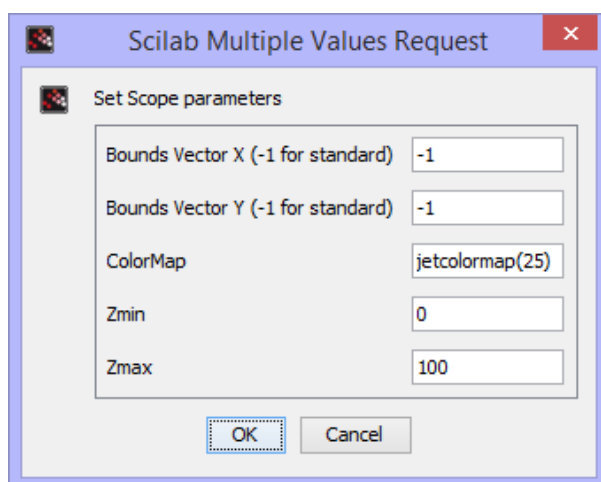 Scilab Multiple Values Request
Set Scope parameters
Bounds Vector X (-1 for standard) -1
Bounds Vector Y (-1 for standard) -1
ColorMap jetcolormap(25)
Zmin 0
Zmax 100
OK Cancel